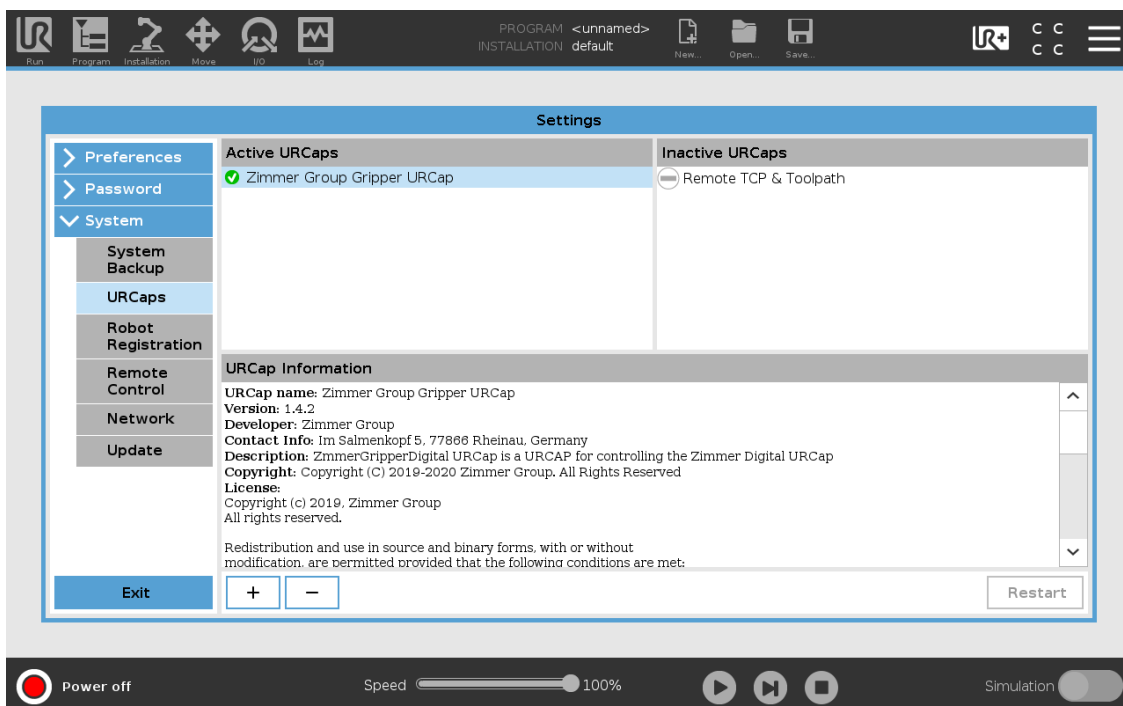 PROGRAM <unnamed>
INSTALLATION default
UR+
C C
C C
Run
Program
Installation
Move
I/O
Log
New...
Open...
Save...
Settings
Preferences
Password
System
System
Backup
URCaps
Robot
Registration
Remote
Control
Network
Update
Exit
Active URCaps
Zimmer Group Gripper URCap
Inactive URCaps
Remote TCP & Toolpath
URCap Information
URCap name: Zimmer Group Gripper URCap
Version: 1.4.2
Developer: Zimmer Group
Contact Info: Im Salmenkopf 5, 77866 Rheinau, Germany
Description: ZmmerGripperDigital URCap is a URCAP for controlling the Zimmer Digital URCap
Copyright: Copyright (C) 2019-2020 Zimmer Group. All Rights Reserved
License:
Copyright (c) 2019, Zimmer Group
All rights reserved.
Redistribution and use in source and binary forms, with or without
modification, are permitted provided that the following conditions are met:
+
−
Restart
Power off
Speed
100%
Simulation